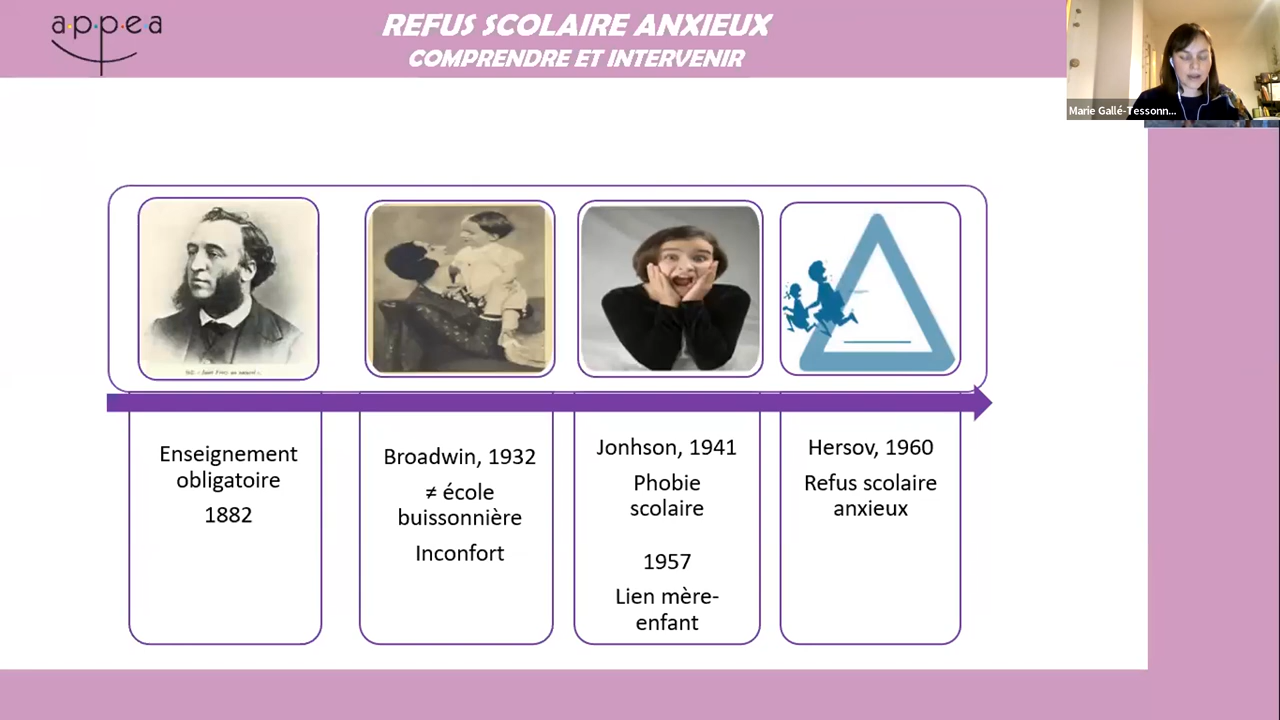 a·p·p·e·a
REFUS SCOLAIRE ANXIEUX
COMPRENDRE ET INTERVENIR
Marie Gallé-Tessonn...
Enseignement
obligatoire
1882
Broadwin, 1932
≠ école
buissonnière
Inconfort
Jonhson, 1941
Phobie
scolaire
1957
Lien mère-
enfant
Hersov, 1960
Refus scolaire
anxieux